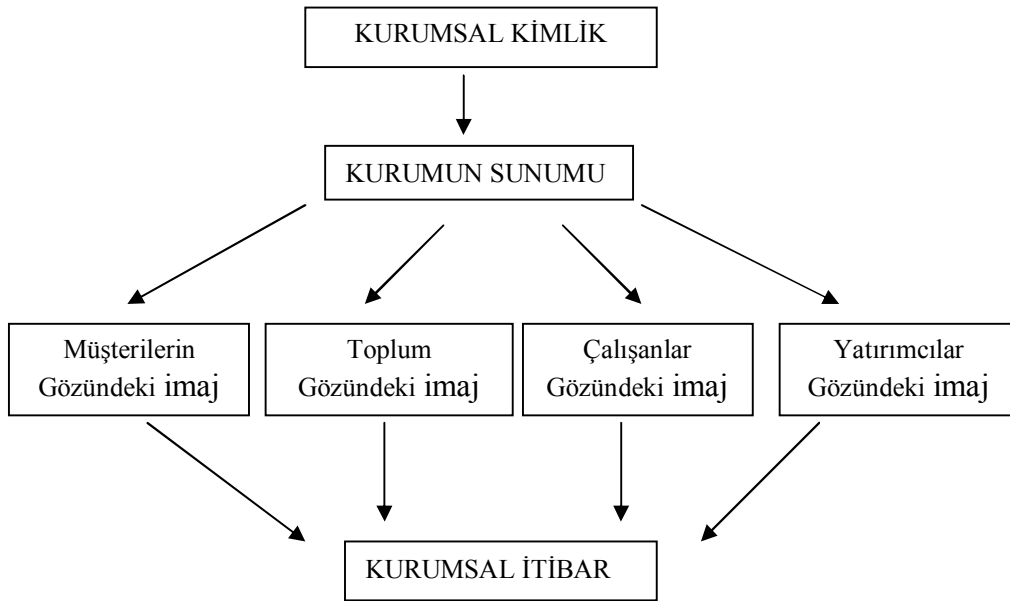 KURUMSAL KİMLİK
KURUMUN SUNUMU
Müşterilerin
Gözündeki imaj
Toplum
Gözündeki imaj
Çalışanlar
Gözündeki imaj
Yatırımcılar
Gözündeki imaj
KURUMSAL İTİBAR